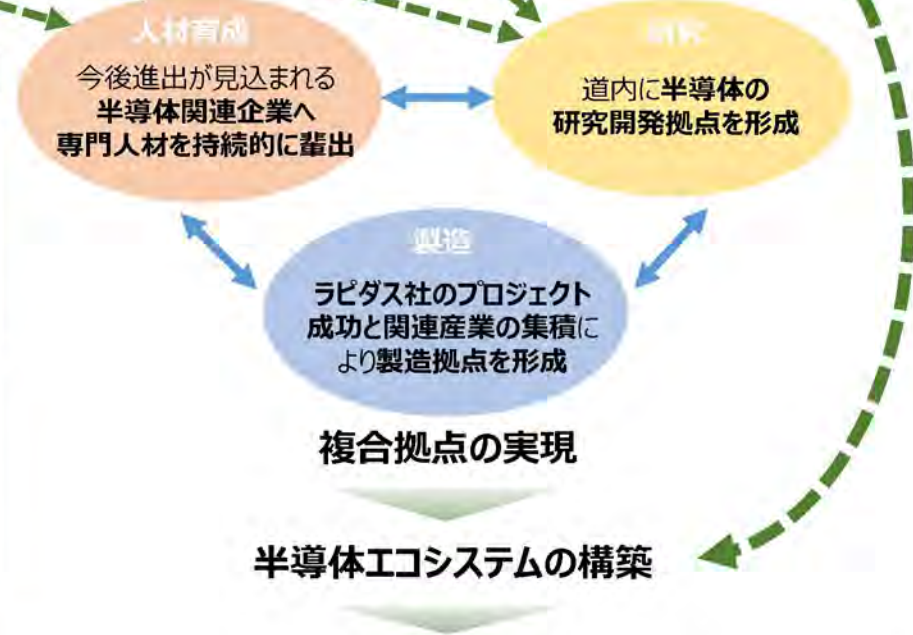 人材育成
今後進出が見込まれる
半導体関連企業へ
専門人材を持続的に輩出
研究
道内に半導体の
研究開発拠点を形成
製造
ラピダス社のプロジェクト
成功と関連産業の集積に
より製造拠点を形成
複合拠点の実現
半導体エコシステムの構築